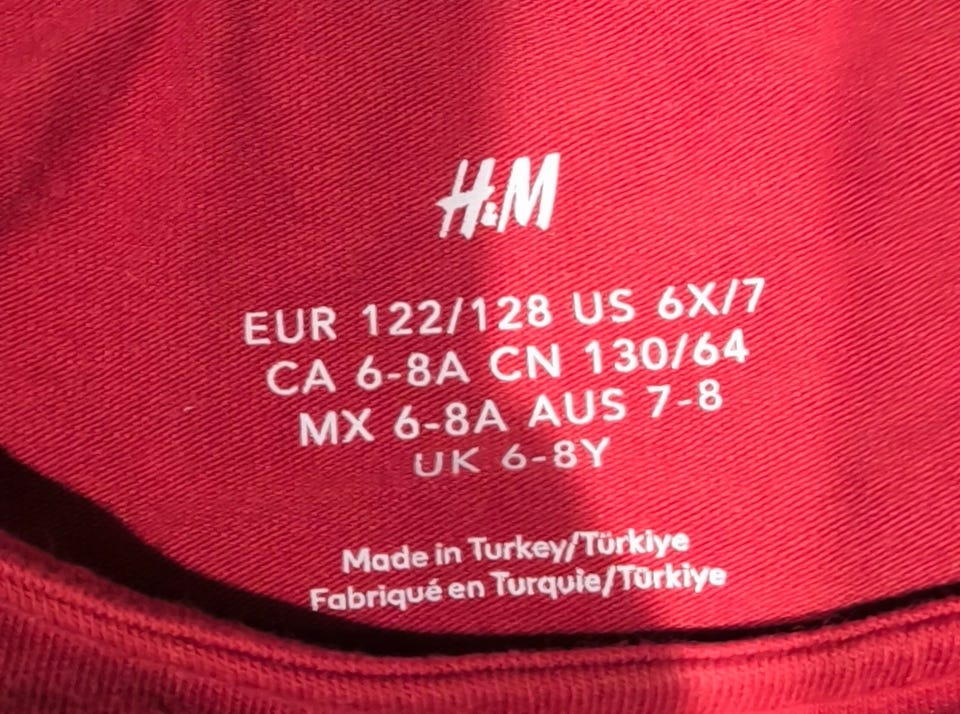 H&M
EUR 122/128 US 6X/7
CA 6-8A CN 130/64
MX 6-8A AUS 7-8
UK 6-8Y
Made in Turkey/Türkiye
Fabriqué en Turquie/Türkiye